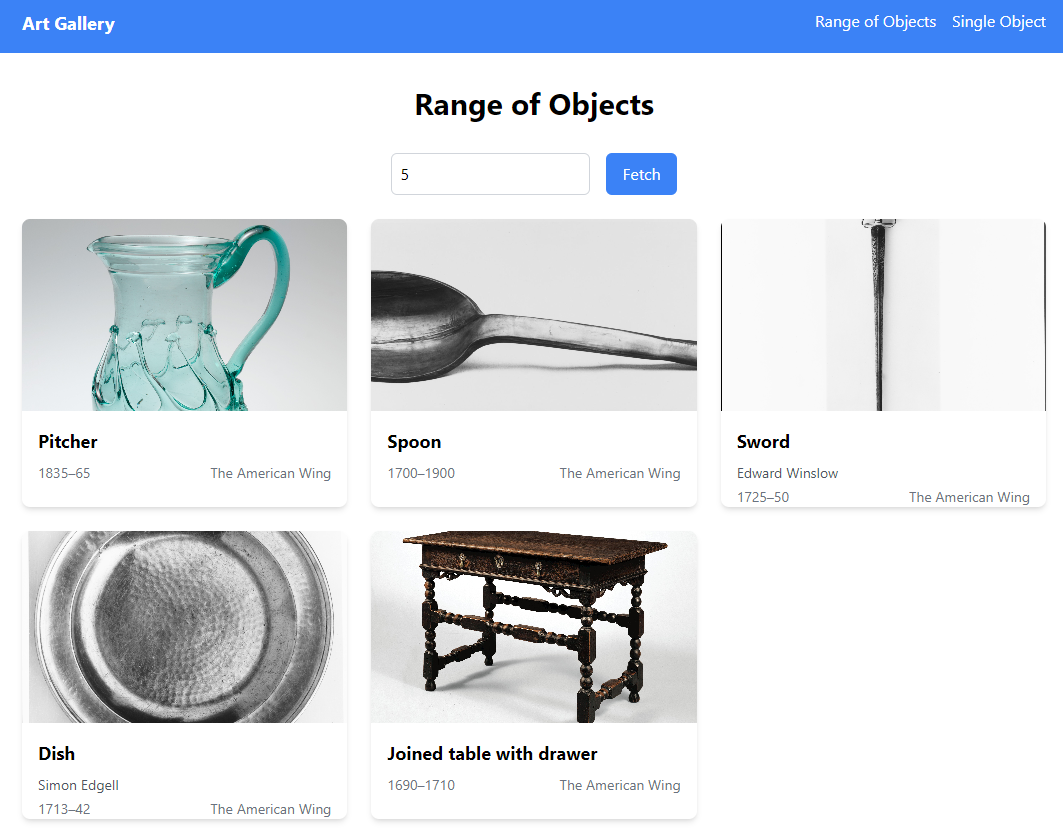 Art Gallery
Range of Objects
Single Object
Range of Objects
5
Fetch
Pitcher
1835–65
The American Wing
Spoon
1700–1900
The American Wing
Sword
Edward Winslow
1725–50
The American Wing
Dish
Simon Edgell
1713–42
The American Wing
Joined table with drawer
1690–1710
The American Wing